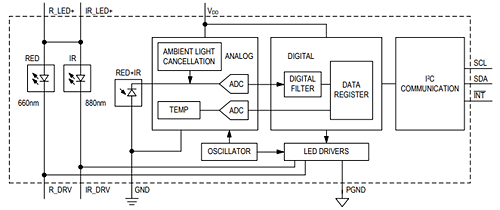 R_LED+ IR_LED+ VDD
AMBIENT LIGHT
CANCELLATION
ANALOG
DIGITAL
RED
IR
RED+IR
660nm
880nm
ADC
DIGITAL
FILTER
DATA
REGISTER
I²C
COMMUNICATION
SCL
SDA
INT
TEMP
ADC
OSCILLATOR
LED DRIVERS
R_DRV IR_DRV GND PGND